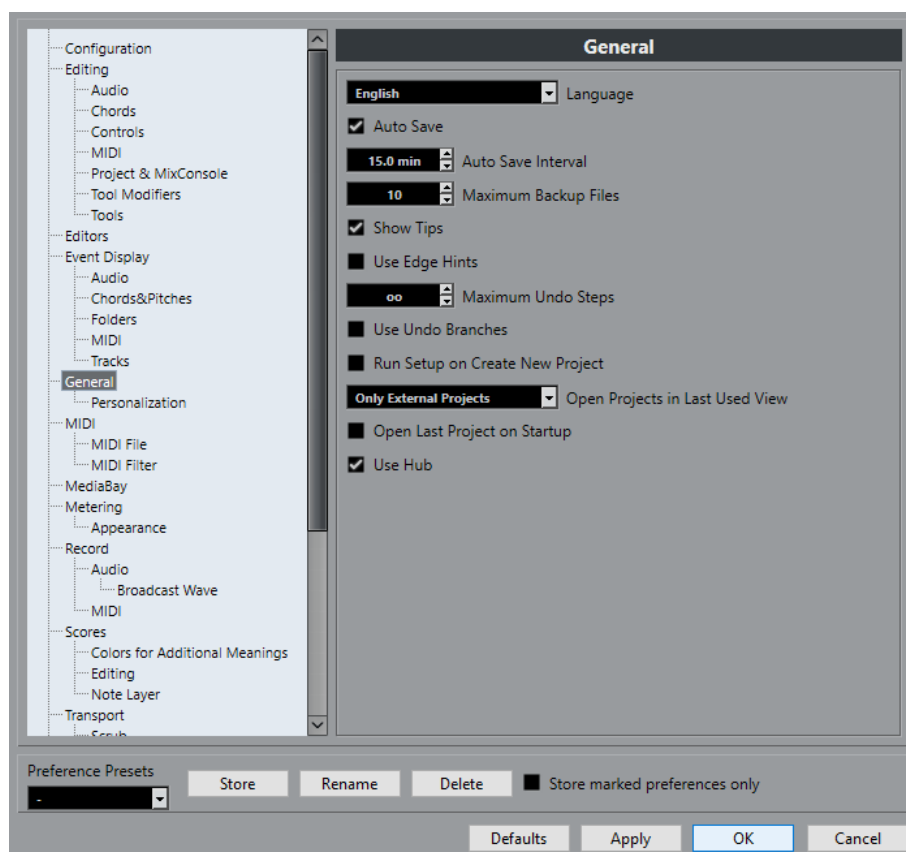 Configuration
Editing
Audio
Chords
Controls
MIDI
Project & MixConsole
Tool Modifiers
Tools
Editors
Event Display
Audio
Chords&Pitches
Folders
MIDI
Tracks
General
Personalization
MIDI
MIDI File
MIDI Filter
MediaBay
Metering
Appearance
Record
Audio
Broadcast Wave
MIDI
Scores
Colors for Additional Meanings
Editing
Note Layer
Transport
Scrub
General
English Language
Auto Save
15.0 min Auto Save Interval
10 Maximum Backup Files
Show Tips
Use Edge Hints
oo Maximum Undo Steps
Use Undo Branches
Run Setup on Create New Project
Only External Projects Open Projects in Last Used View
Open Last Project on Startup
Use Hub
Preference Presets
-
Store Rename Delete Store marked preferences only
Defaults Apply OK Cancel